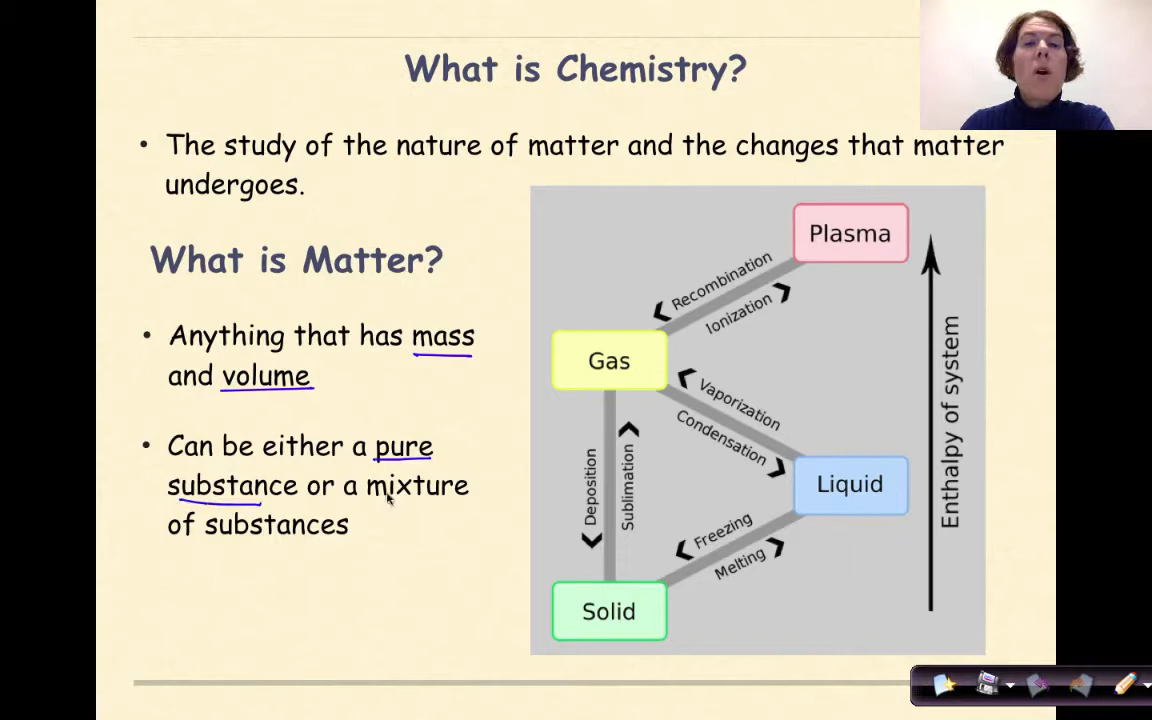 What is Chemistry?
• The study of the nature of matter and the changes that matter
undergoes.
What is Matter?
• Anything that has mass
and volume
• Can be either a pure
substance or a mixture
of substances
Plasma
Recombination
Ionization
Gas
Vaporization
Condensation
Deposition
Sublimation
Liquid
Freezing
Melting
Solid
Enthalpy of system